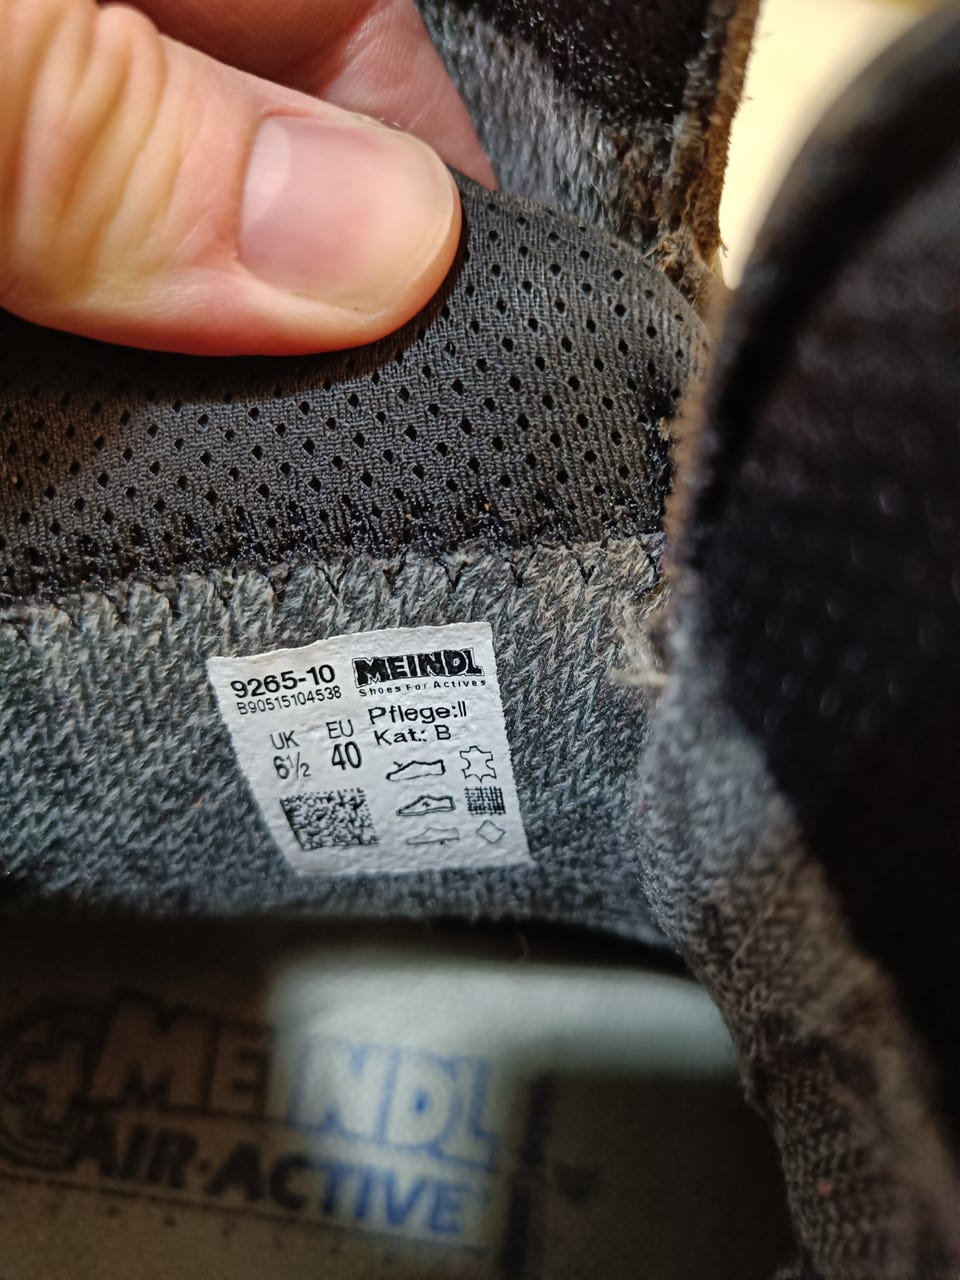 9265-10 MEINDL
B90515104538 Shoes For Actives
Pflege:II
Kat.: B
UK EU
6½ 40
MEINDL
AIR·ACTIVE